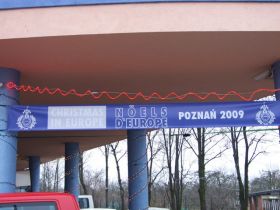 CHRISTMAS
IN EUROPE
NOËLS
D'EUROPE
POZNAŃ 2009